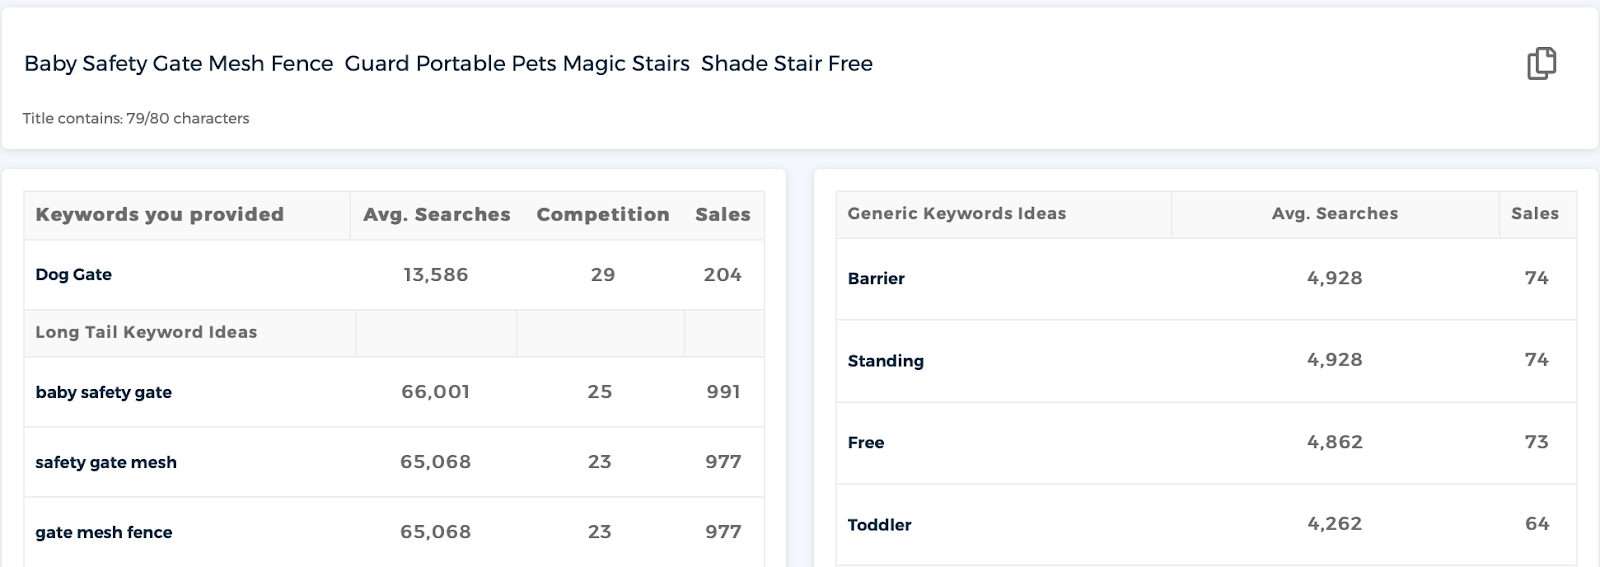 Baby Safety Gate Mesh Fence  Guard Portable Pets Magic Stairs  Shade Stair Free
Title contains: 79/80 characters
Keywords you provided Avg. Searches Competition Sales
Dog Gate 13,586 29 204
Long Tail Keyword Ideas
baby safety gate 66,001 25 991
safety gate mesh 65,068 23 977
gate mesh fence 65,068 23 977
Generic Keywords Ideas Avg. Searches Sales
Barrier 4,928 74
Standing 4,928 74
Free 4,862 73
Toddler 4,262 64